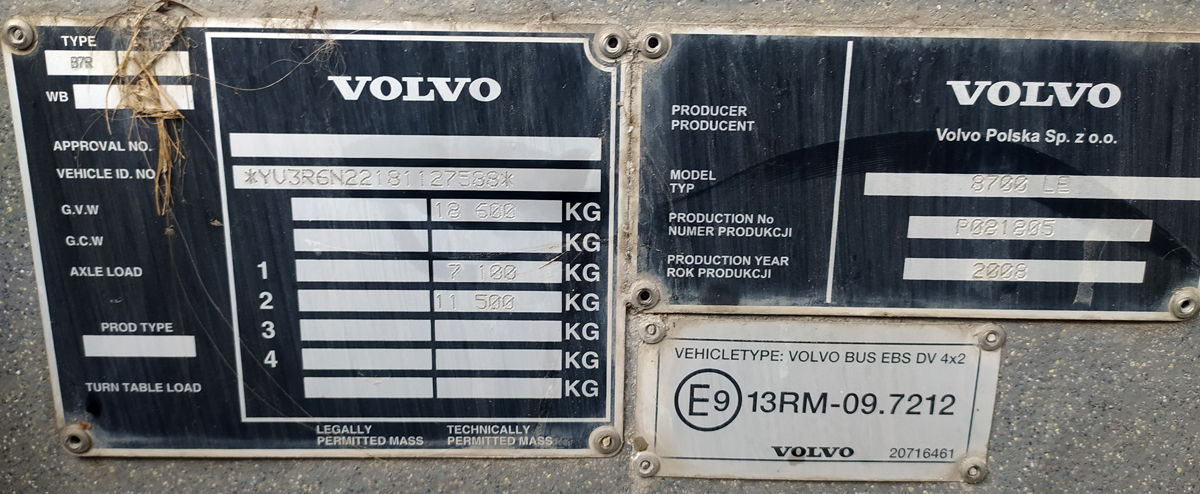 TYPE
B7R
WB
VOLVO
APPROVAL NO.
VEHICLE ID. NO
*YV3R6N22181127588*
G.V.W 18 600 KG
G.C.W KG
AXLE LOAD 1 7 100 KG
2 11 500 KG
3 KG
PROD TYPE
4 KG
TURN TABLE LOAD KG
LEGALLY PERMITTED MASS
TECHNICALLY PERMITTED MASS
VOLVO
Volvo Polska Sp. z o.o.
PRODUCER
PRODUCENT
MODEL
TYP
8700 LE
PRODUCTION No
NUMER PRODUKCJI
P021205
PRODUCTION YEAR
ROK PRODUKCJI
2008
VEHICLETYPE: VOLVO BUS EBS DV 4x2
E9 13RM-09.7212
VOLVO 20716461